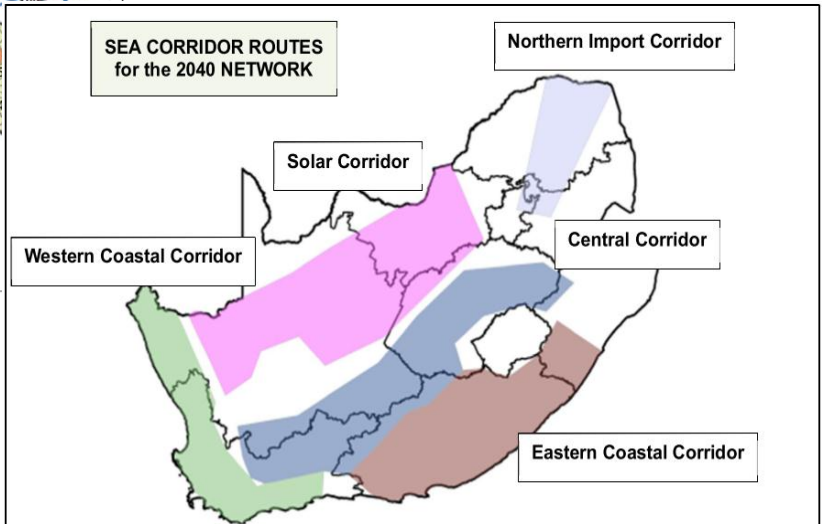 SEA CORRIDOR ROUTES
for the 2040 NETWORK
Northern Import Corridor
Solar Corridor
Central Corridor
Western Coastal Corridor
Eastern Coastal Corridor